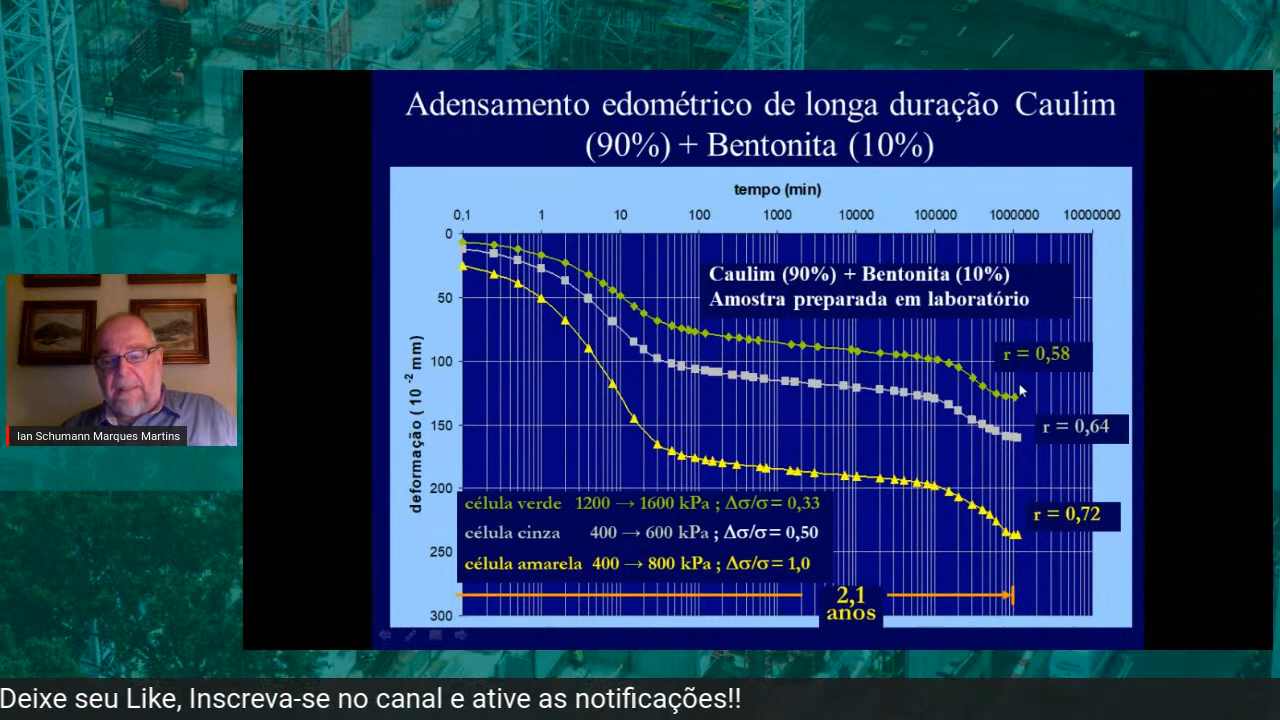 Adensamento edométrico de longa duração Caulim
(90%) + Bentonita (10%)
tempo (min)
0,1 1 10 100 1000 10000 100000 1000000 10000000
0
50
100
150
200
250
300
deformação ( 10 -2 mm)
Caulim (90%) + Bentonita (10%)
Amostra preparada em laboratório
r = 0,58
r = 0,64
r = 0,72
célula verde 1200 → 1600 kPa ; Δσ/σ = 0,33
célula cinza 400 → 600 kPa ; Δσ/σ = 0,50
célula amarela 400 → 800 kPa ; Δσ/σ = 1,0
2,1
anos
Ian Schumann Marques Martins
Deixe seu Like, Inscreva-se no canal e ative as notificações!!